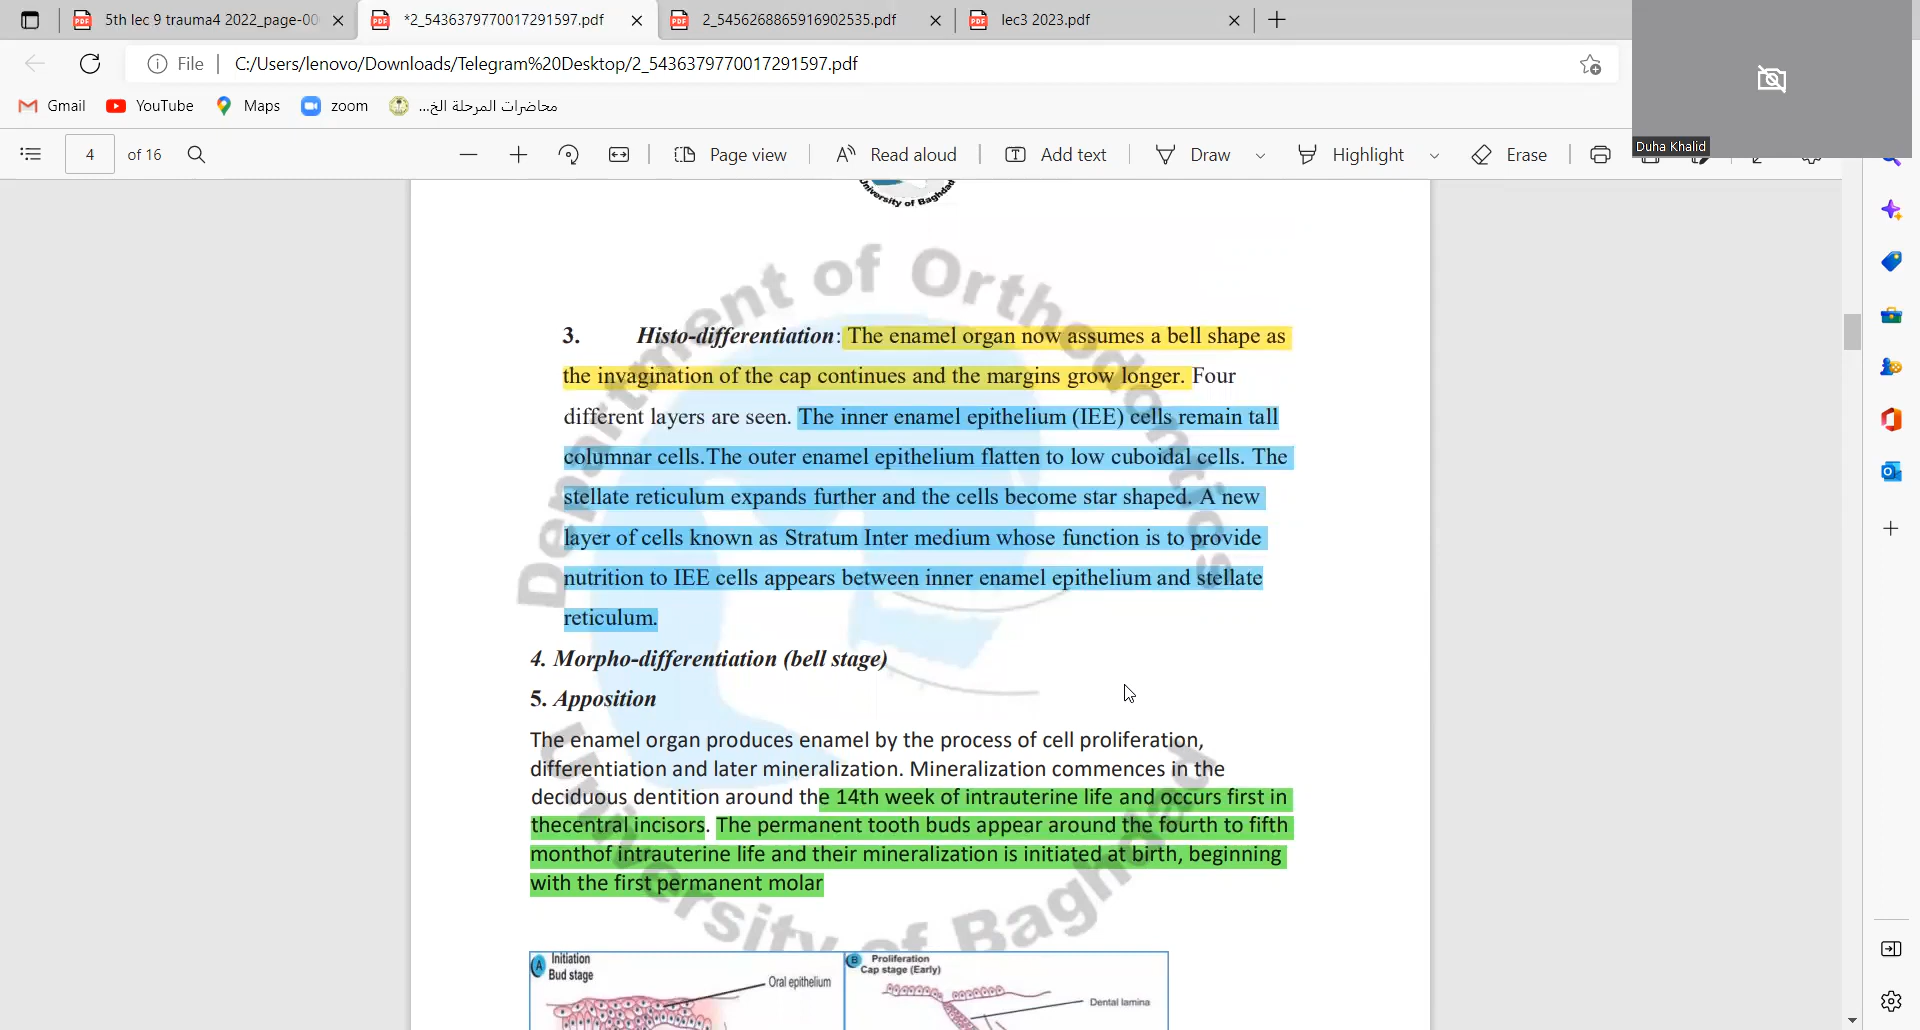 5th lec 9 trauma4 2022_page-00
*2_5436379770017291597.pdf
2_5456268865916902535.pdf
lec3 2023.pdf
File
C:/Users/lenovo/Downloads/Telegram%20Desktop/2_5436379770017291597.pdf
Gmail
YouTube
Maps
zoom
محاضرات المرحلة الخ...
4
of 16
Page view
Read aloud
Add text
Draw
Highlight
Erase
Duha Khalid
University of Baghdad
Department of Orthodontics
3. Histo-differentiation: The enamel organ now assumes a bell shape as
the invagination of the cap continues and the margins grow longer. Four
different layers are seen. The inner enamel epithelium (IEE) cells remain tall
columnar cells.The outer enamel epithelium flatten to low cuboidal cells. The
stellate reticulum expands further and the cells become star shaped. A new
layer of cells known as Stratum Inter medium whose function is to provide
nutrition to IEE cells appears between inner enamel epithelium and stellate
reticulum.
4. Morpho-differentiation (bell stage)
5. Apposition
The enamel organ produces enamel by the process of cell proliferation,
differentiation and later mineralization. Mineralization commences in the
deciduous dentition around the 14th week of intrauterine life and occurs first in
thecentral incisors. The permanent tooth buds appear around the fourth to fifth
monthof intrauterine life and their mineralization is initiated at birth, beginning
with the first permanent molar
University of Baghdad
A Initiation
Bud stage
Oral epithelium
B Proliferation
Cap stage (Early)
Dental lamina